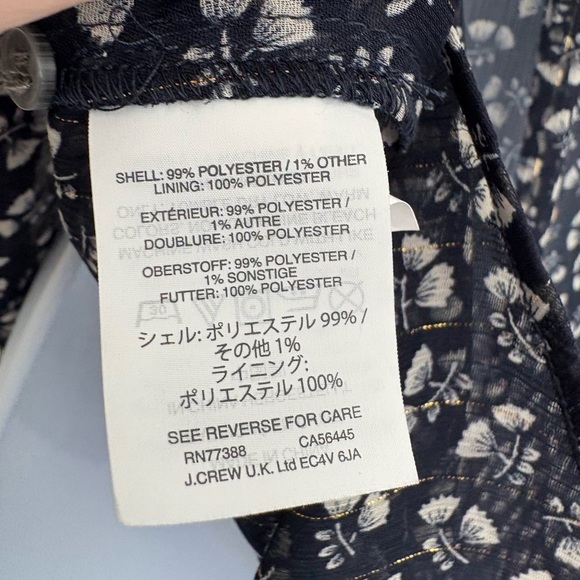 SHELL: 99% POLYESTER / 1% OTHER
LINING: 100% POLYESTER
EXTÉRIEUR: 99% POLYESTER /
1% AUTRE
DOUBLURE: 100% POLYESTER
OBERSTOFF: 99% POLYESTER /
1% SONSTIGE
FUTTER: 100% POLYESTER
シェル: ポリエステル 99% /
その他 1%
ライニング:
ポリエステル 100%
SEE REVERSE FOR CARE
RN77388 CA56445
J.CREW U.K. Ltd EC4V 6JA